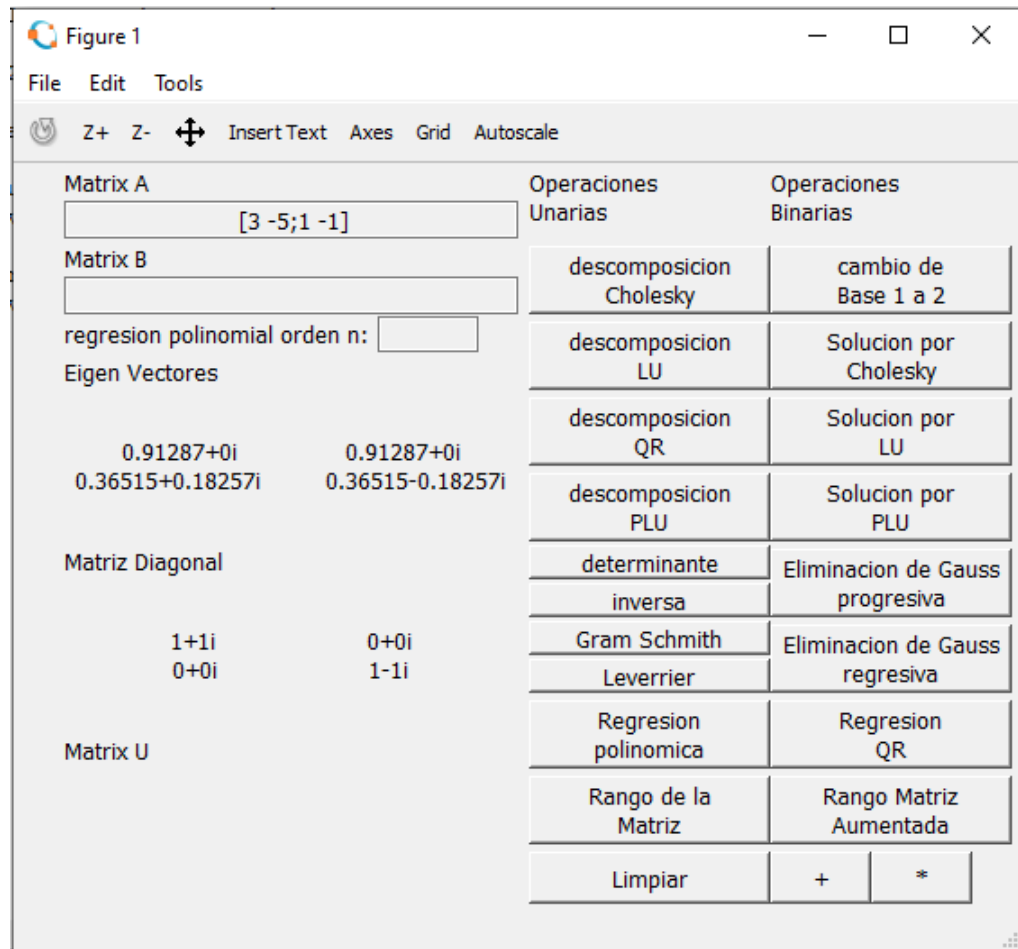 Figure 1
File Edit Tools
Z+ Z- Insert Text Axes Grid Autoscale
Matrix A
[3 -5;1 -1]
Matrix B
regresion polinomial orden n:
Eigen Vectores
0.91287+0i 0.91287+0i
0.36515+0.18257i 0.36515-0.18257i
Matriz Diagonal
1+1i 0+0i
0+0i 1-1i
Matrix U
Operaciones
Unarias
descomposicion
Cholesky
descomposicion
LU
descomposicion
QR
descomposicion
PLU
determinante
inversa
Gram Schmith
Leverrier
Regresion
polinomica
Rango de la
Matriz
Limpiar
Operaciones
Binarias
cambio de
Base 1 a 2
Solucion por
Cholesky
Solucion por
LU
Solucion por
PLU
Eliminacion de Gauss
progresiva
Eliminacion de Gauss
regresiva
Regresion
QR
Rango Matriz
Aumentada
+ *